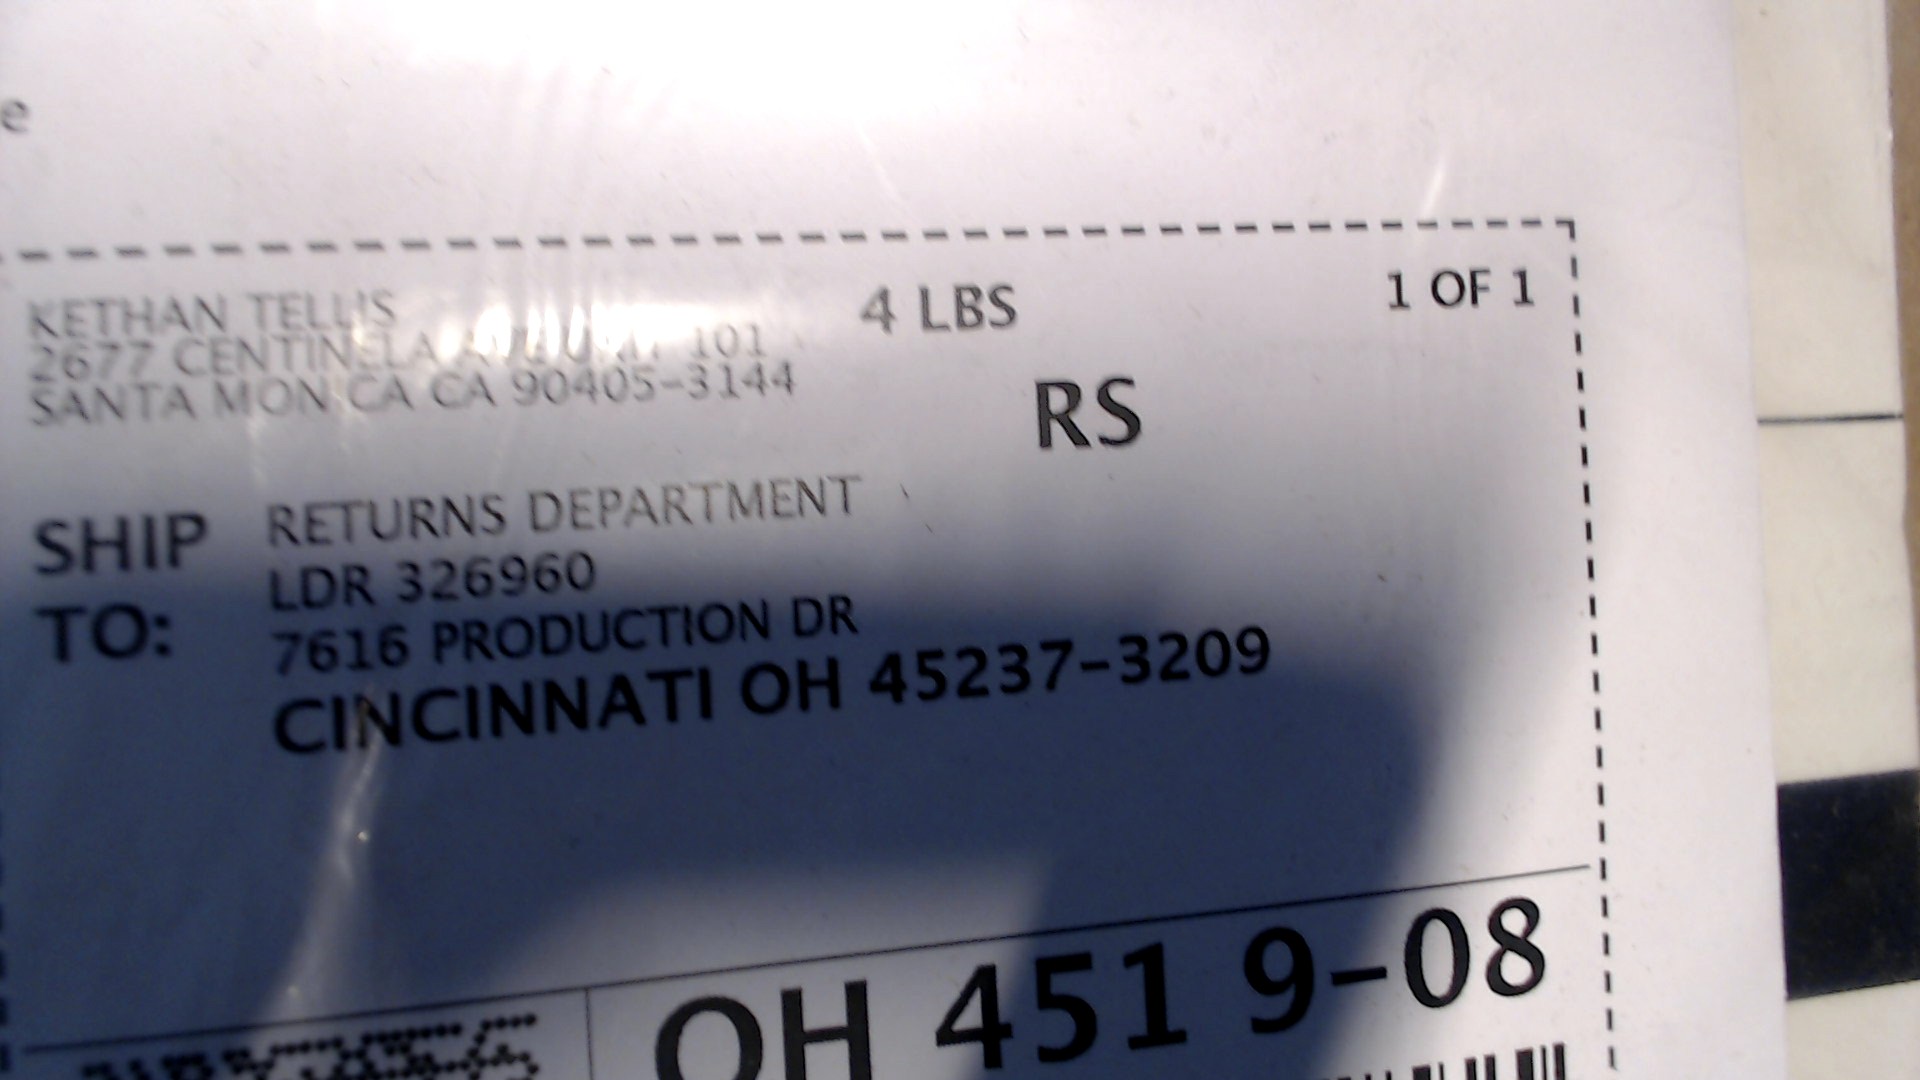 e
KETHAN TELLIS 4 LBS 1 OF 1
2677 CENTINELA 101
SANTA MONICA CA 90405-3144
RS
SHIP TO:
RETURNS DEPARTMENT
LDR 326960
7616 PRODUCTION DR
CINCINNATI OH 45237-3209
OH 451 9-08